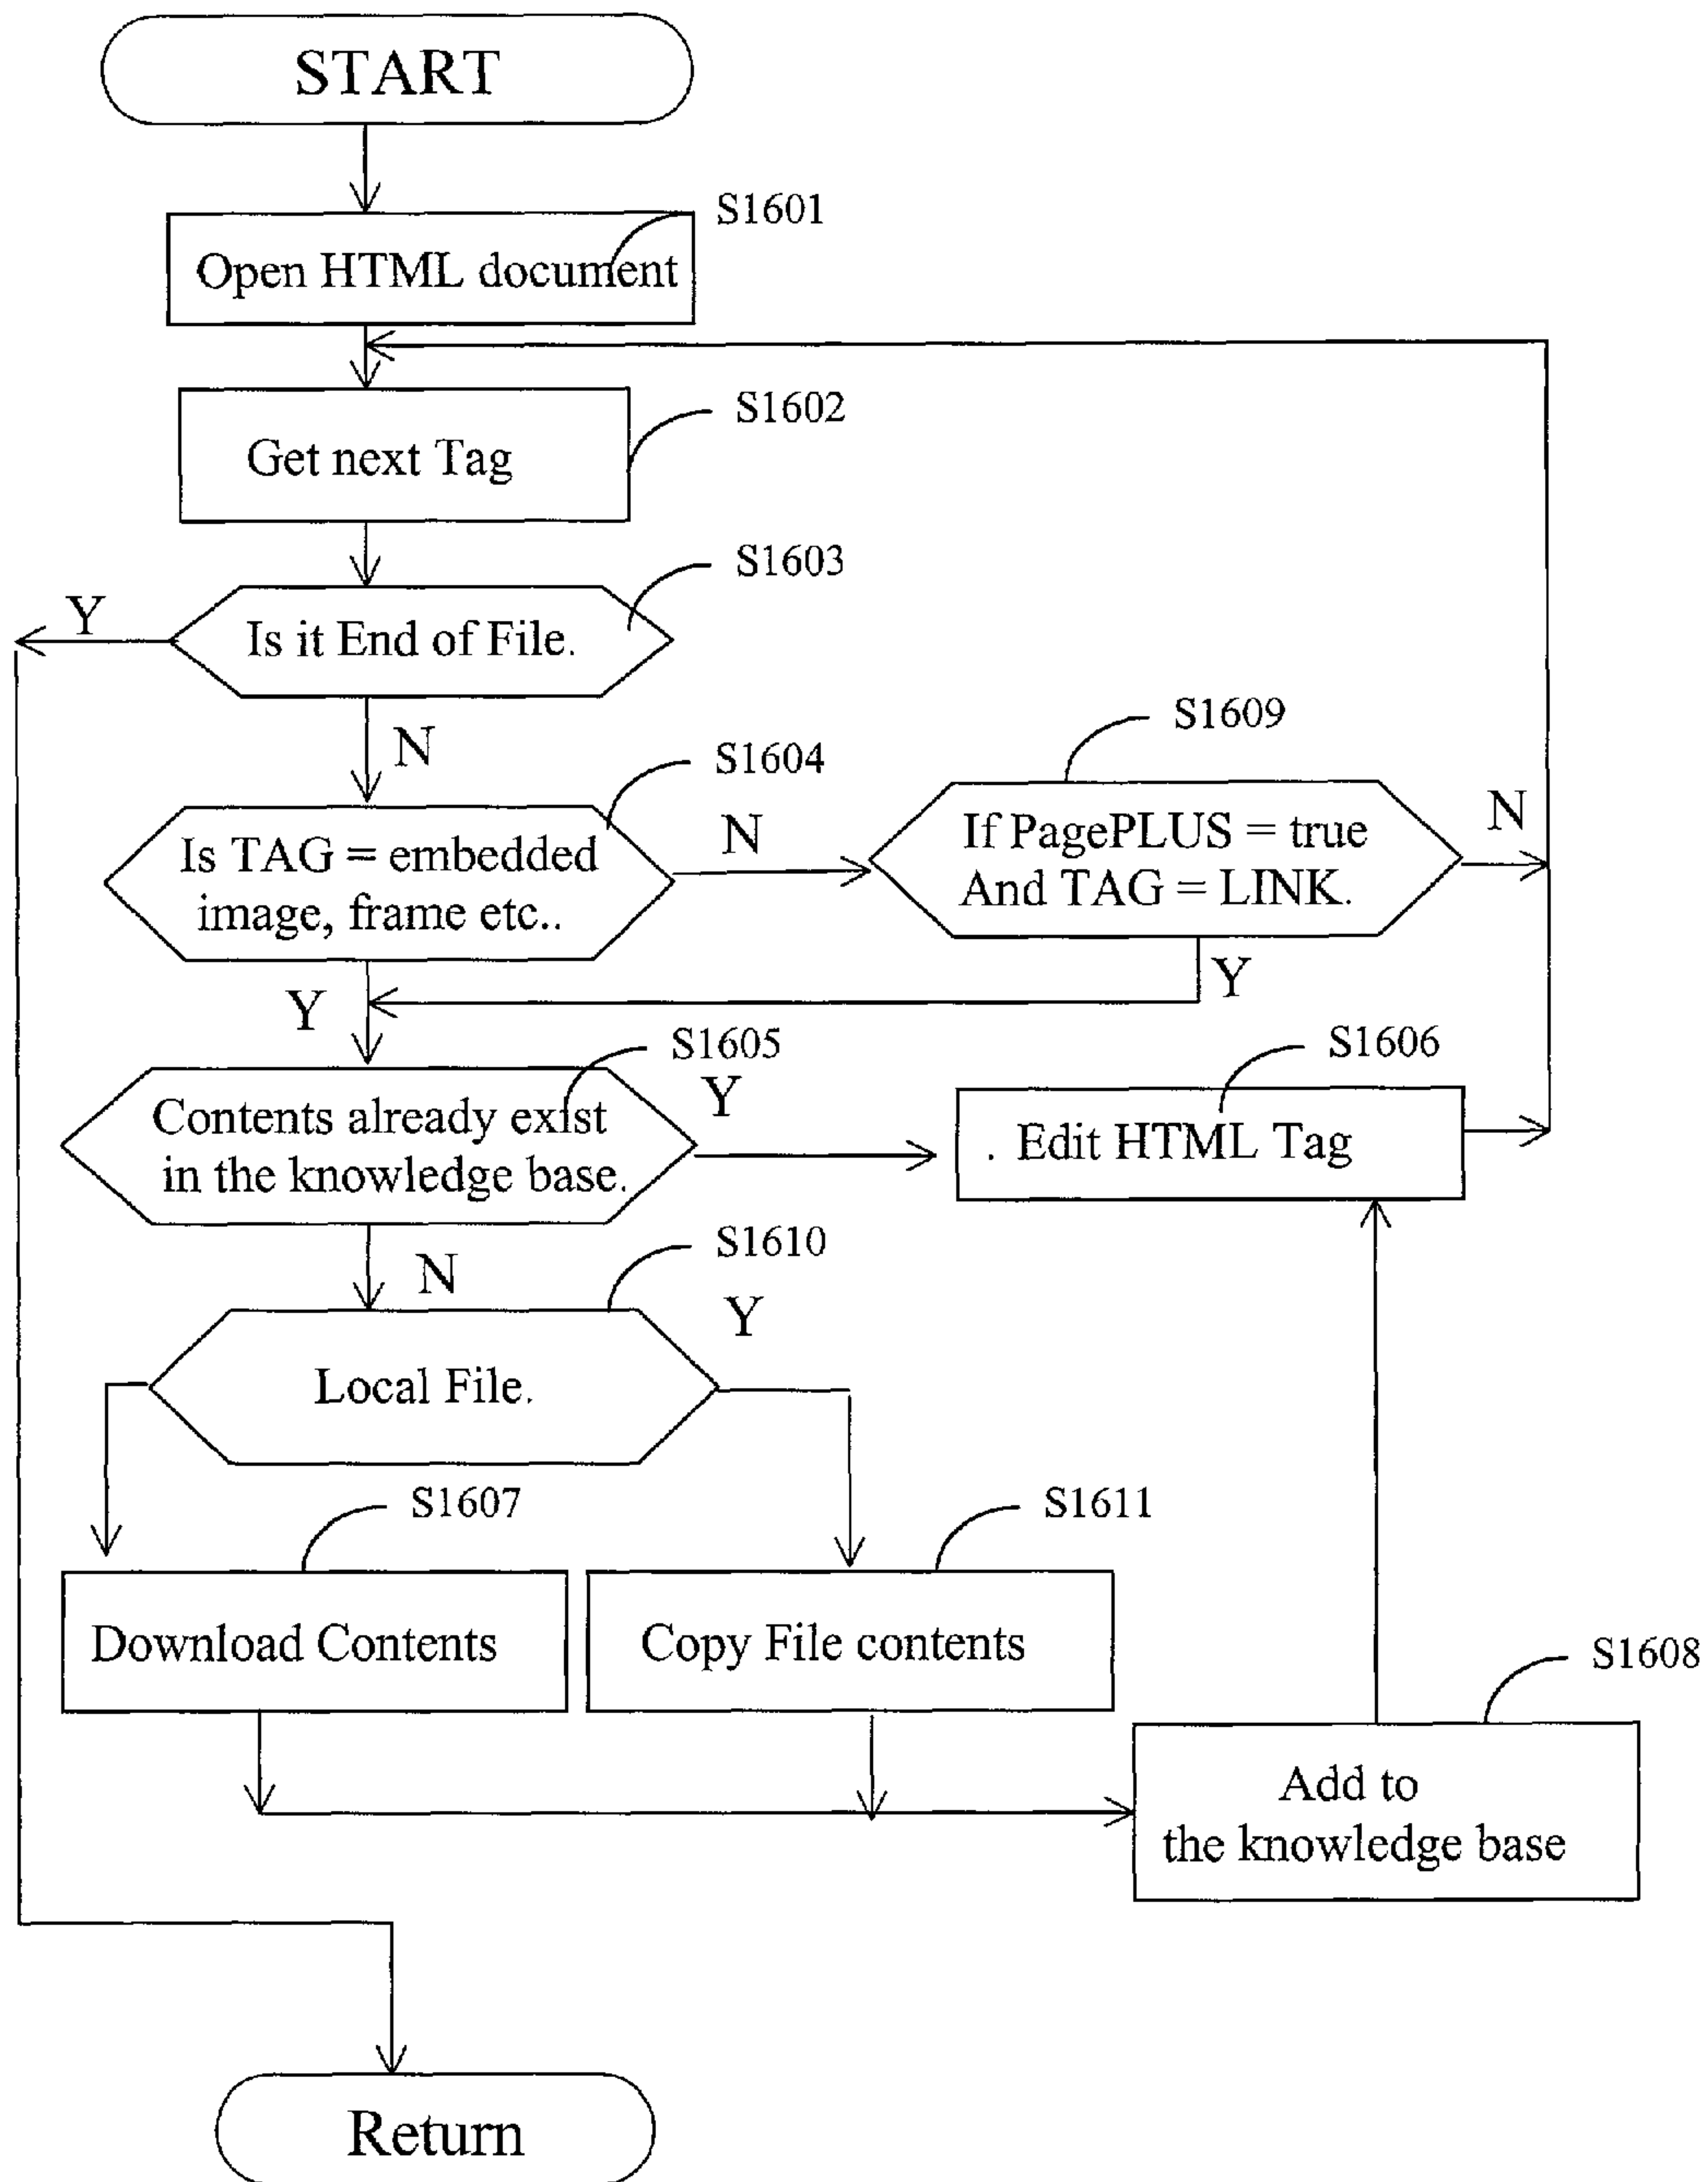 START
S1601
Open HTML document
S1602
Get next Tag
S1603
Y
Is it End of File.
N
S1609
S1604
If PagePLUS = true
And TAG = LINK.
N
N
Is TAG = embedded
image, frame etc..
Y
Y
S1605
S1606
Y
Contents already exist
in the knowledge base.
. Edit HTML Tag
S1610
N
Y
Local File.
S1607
S1611
Download Contents
Copy File contents
S1608
Add to
the knowledge base
Return